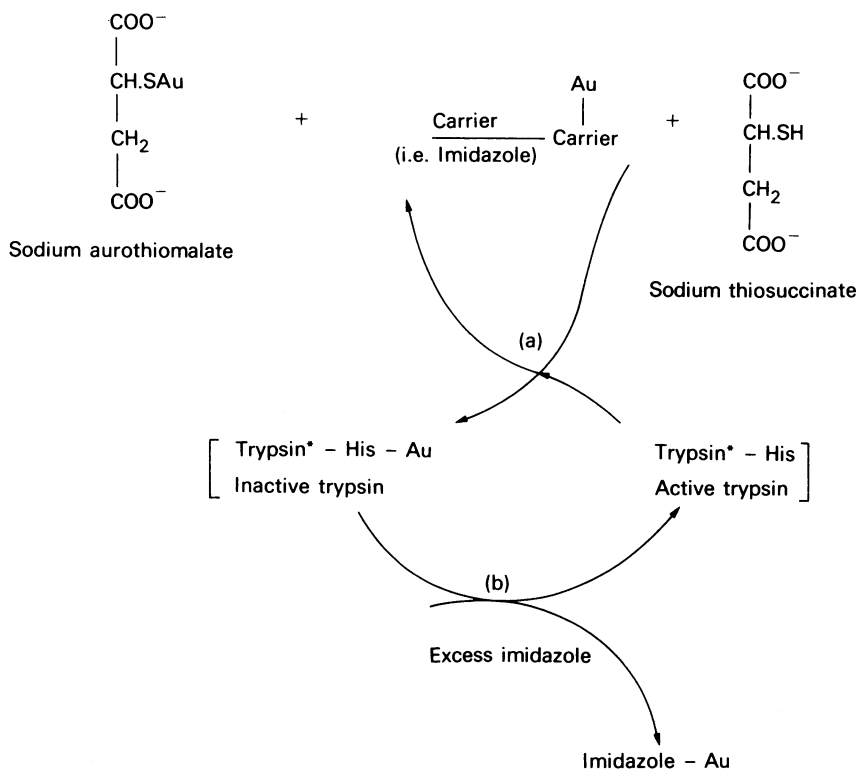 COO⁻
CH.SAu
CH₂
COO⁻
Sodium aurothiomalate
+
Carrier
(i.e. Imidazole)
Au
Carrier
+
COO⁻
CH.SH
CH₂
COO⁻
Sodium thiosuccinate
(a)
Trypsin* – His – Au
Inactive trypsin
Trypsin* – His
Active trypsin
(b)
Excess imidazole
Imidazole – Au